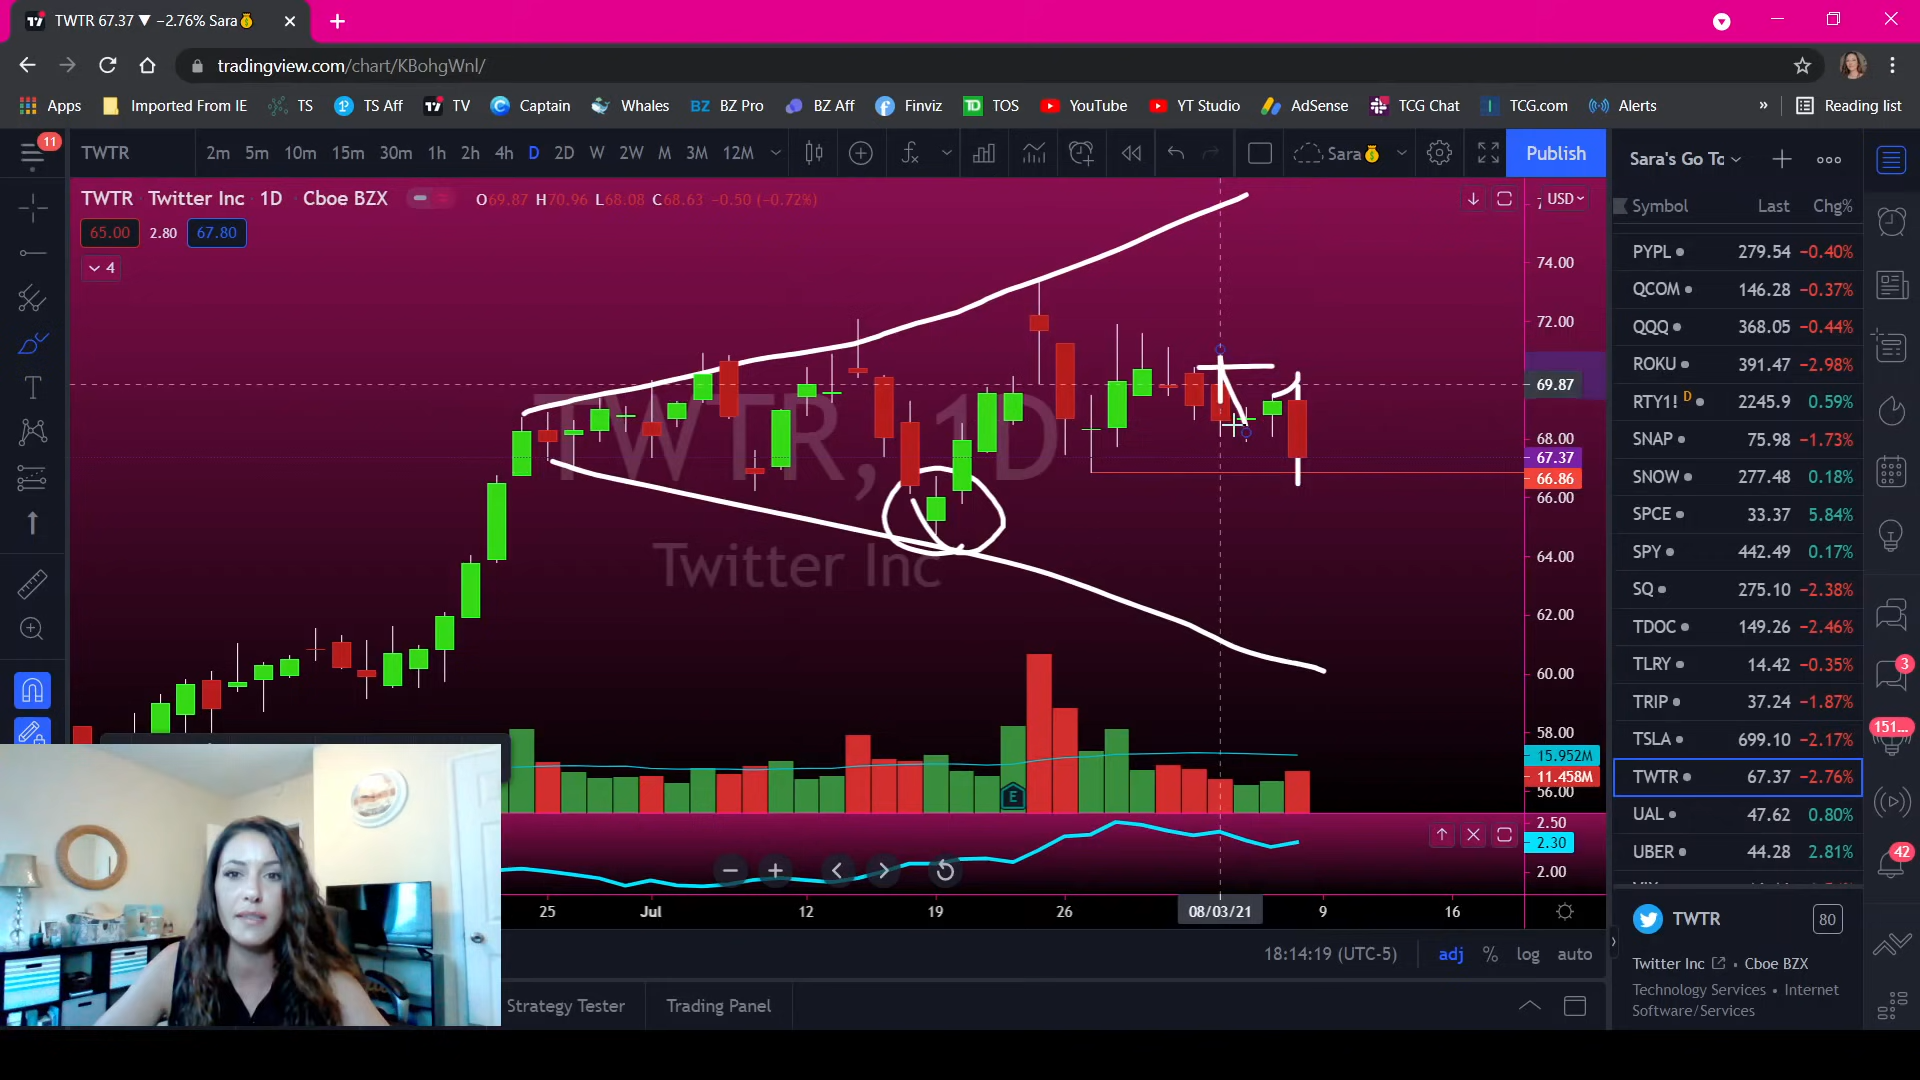 TWTR 67.37 ▼ −2.76% Sara💰
tradingview.com/chart/KBohgWnl/
Apps Imported From IE TS TS Aff TV Captain Whales BZ BZ Pro BZ Aff Finviz TD TOS YouTube YT Studio AdSense TCG Chat TCG.com Alerts » Reading list
11
TWTR 2m 5m 10m 15m 30m 1h 2h 4h D 2D W 2W M 3M 12M Sara💰 Publish
Sara's Go To
TWTR Twitter Inc 1D Cboe BZX O69.87 H70.96 L68.08 C68.63 −0.50 (−0.72%)
USD
65.00 2.80 67.80
4
TWTR, 1D
Twitter Inc
74.00
72.00
69.87
68.00
67.37
66.86
66.00
64.00
62.00
60.00
58.00
15.952M
11.458M
56.00
2.50
2.30
2.00
E
25 Jul 12 19 26 08/03/21 9 16
18:14:19 (UTC-5) adj % log auto
Strategy Tester Trading Panel
Symbol Last Chg%
PYPL 279.54 −0.40%
QCOM 146.28 −0.37%
QQQ 368.05 −0.44%
ROKU 391.47 −2.98%
RTY1! D 2245.9 0.59%
SNAP 75.98 −1.73%
SNOW 277.48 0.18%
SPCE 33.37 5.84%
SPY 442.49 0.17%
SQ 275.10 −2.38%
TDOC 149.26 −2.46%
TLRY 14.42 −0.35%
TRIP 37.24 −1.87%
TSLA 699.10 −2.17%
TWTR 67.37 −2.76%
UAL 47.62 0.80%
UBER 44.28 2.81%
TWTR 80
Twitter Inc • Cboe BZX
Technology Services • Internet
Software/Services
3
151...
42